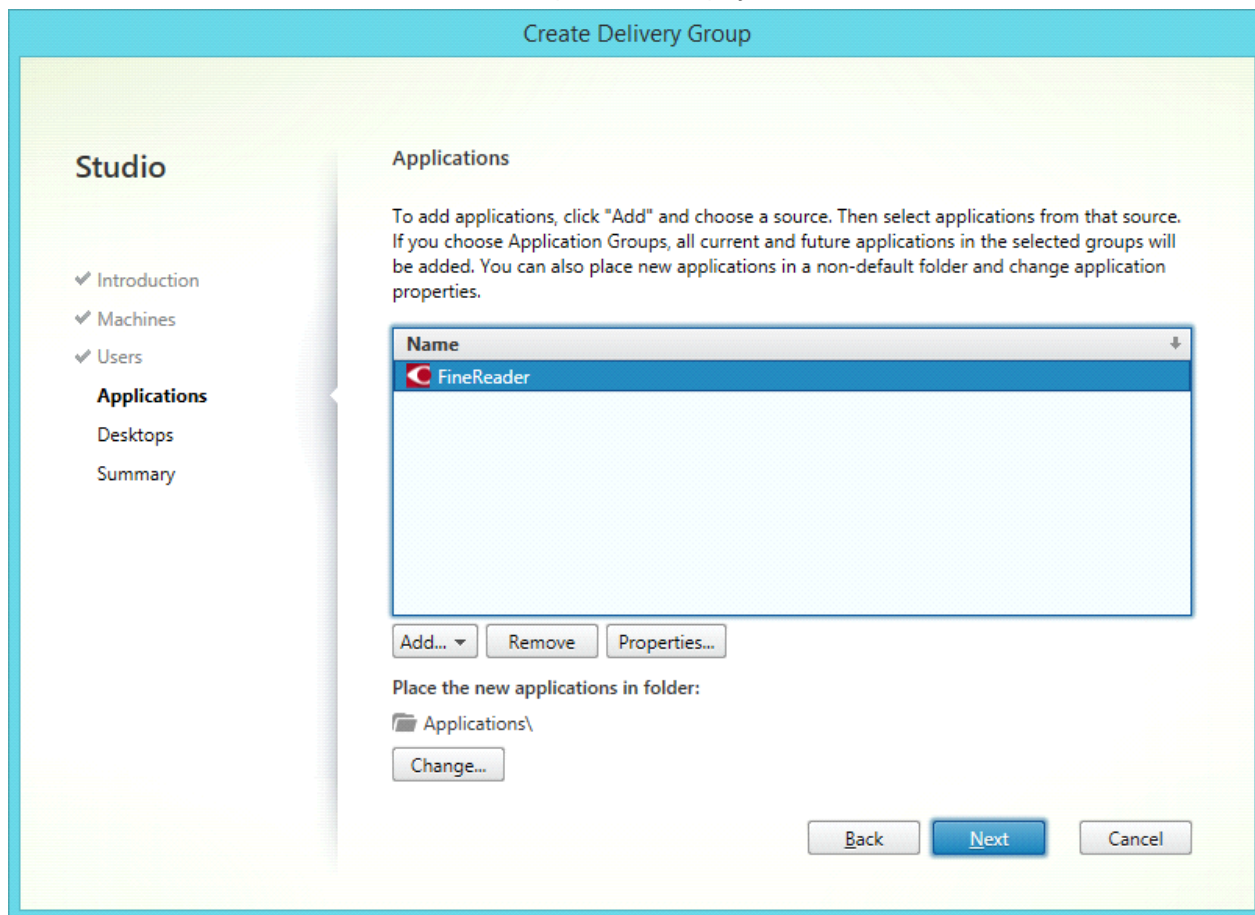 Create Delivery Group
Studio
Introduction
Machines
Users
Applications
Desktops
Summary
Applications
To add applications, click "Add" and choose a source. Then select applications from that source.
If you choose Application Groups, all current and future applications in the selected groups will
be added. You can also place new applications in a non-default folder and change application
properties.
Name
FineReader
Add... Remove Properties...
Place the new applications in folder:
Applications\
Change...
Back Next Cancel